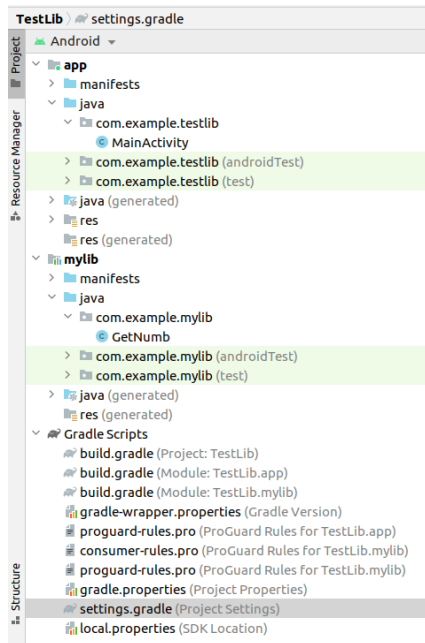 TestLib settings.gradle
Project
Android
app
manifests
java
com.example.testlib
MainActivity
com.example.testlib (androidTest)
com.example.testlib (test)
java (generated)
res
res (generated)
mylib
manifests
java
com.example.mylib
GetNumb
com.example.mylib (androidTest)
com.example.mylib (test)
java (generated)
res (generated)
Gradle Scripts
build.gradle (Project: TestLib)
build.gradle (Module: TestLib.app)
build.gradle (Module: TestLib.mylib)
gradle-wrapper.properties (Gradle Version)
proguard-rules.pro (ProGuard Rules for TestLib.app)
consumer-rules.pro (ProGuard Rules for TestLib.mylib)
proguard-rules.pro (ProGuard Rules for TestLib.mylib)
gradle.properties (Project Properties)
settings.gradle (Project Settings)
local.properties (SDK Location)
Resource Manager
Structure